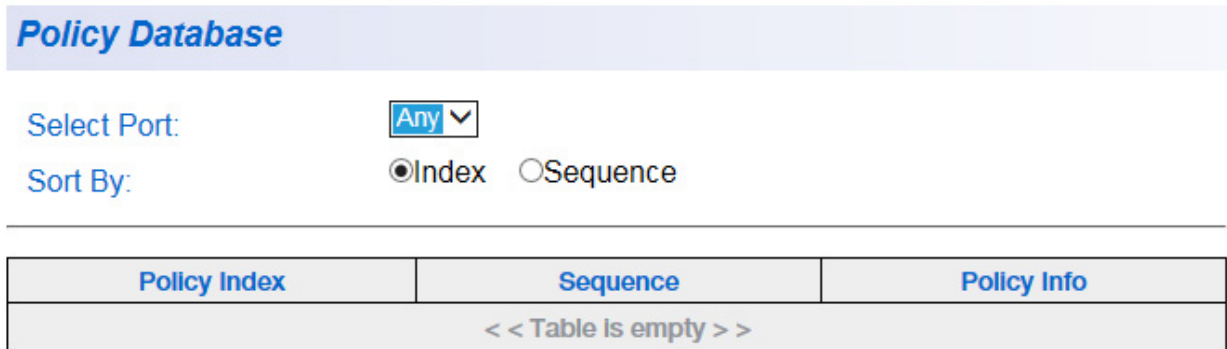 Policy Database
Select Port: Any
Sort By: Index Sequence
Policy Index Sequence Policy Info
< < Table is empty > >